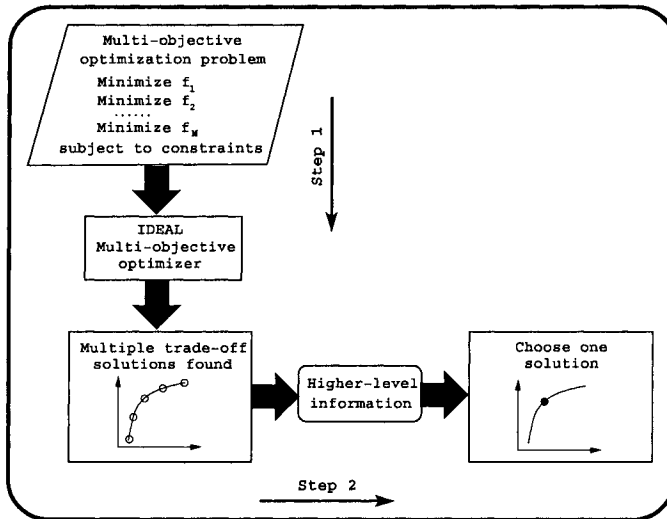 Multi-objective
optimization problem
Minimize f1
Minimize f2
......
Minimize fM
subject to constraints
Step 1
IDEAL
Multi-objective
optimizer
Multiple trade-off
solutions found
Higher-level
information
Choose one
solution
Step 2